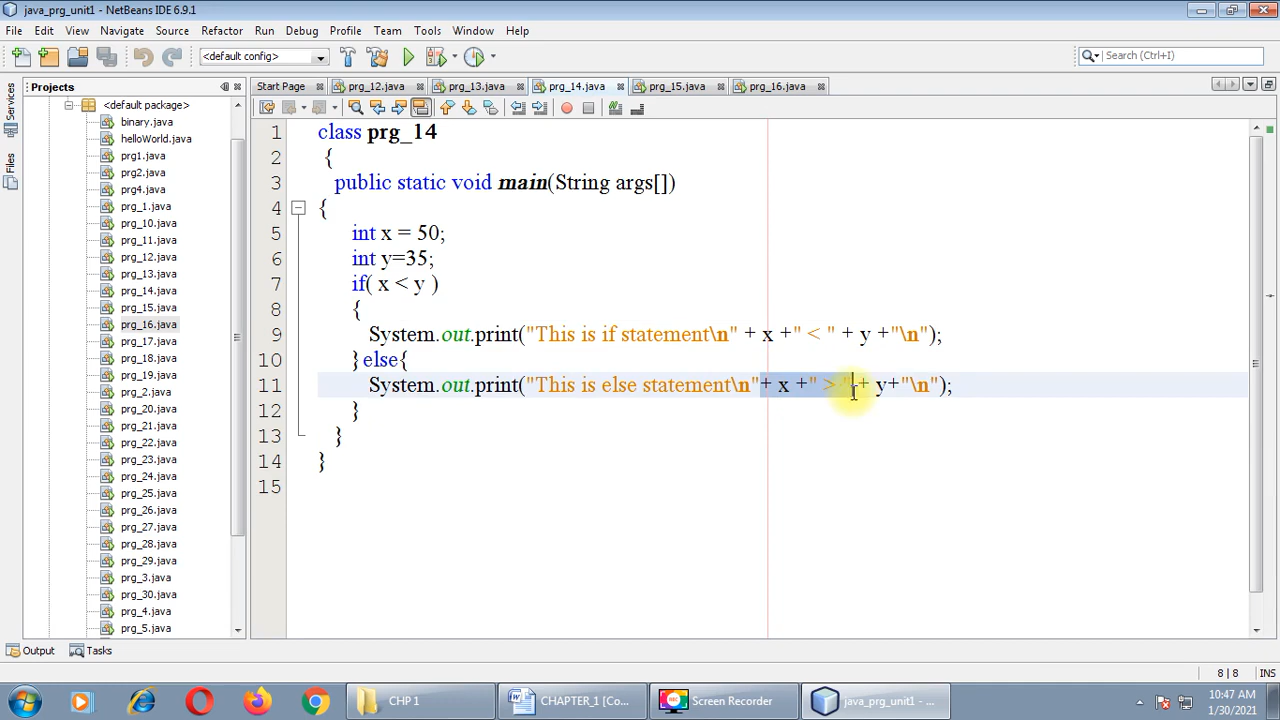 java_prg_unit1 - NetBeans IDE 6.9.1
File Edit View Navigate Source Refactor Run Debug Profile Team Tools Window Help
<default config> Search (Ctrl+I)
Projects
Start Page prg_12.java prg_13.java prg_14.java prg_15.java prg_16.java
Services
Files
<default package>
binary.java
helloWorld.java
prg1.java
prg2.java
prg4.java
prg_1.java
prg_10.java
prg_11.java
prg_12.java
prg_13.java
prg_14.java
prg_15.java
prg_16.java
prg_17.java
prg_18.java
prg_19.java
prg_2.java
prg_20.java
prg_21.java
prg_22.java
prg_23.java
prg_24.java
prg_25.java
prg_26.java
prg_27.java
prg_28.java
prg_29.java
prg_3.java
prg_30.java
prg_4.java
prg_5.java
1 class prg_14
2 {
3 public static void main(String args[])
4 {
5 int x = 50;
6 int y=35;
7 if( x < y )
8 {
9 System.out.print("This is if statement\n" + x +" < " + y +"\n");
10 }else{
11 System.out.print("This is else statement\n"+ x +" > "+ y+"\n");
12 }
13 }
14 }
15
Output Tasks
8 | 8 INS
CHP 1 CHAPTER_1 [Co... Screen Recorder java_prg_unit1 - ...
10:47 AM
1/30/2021